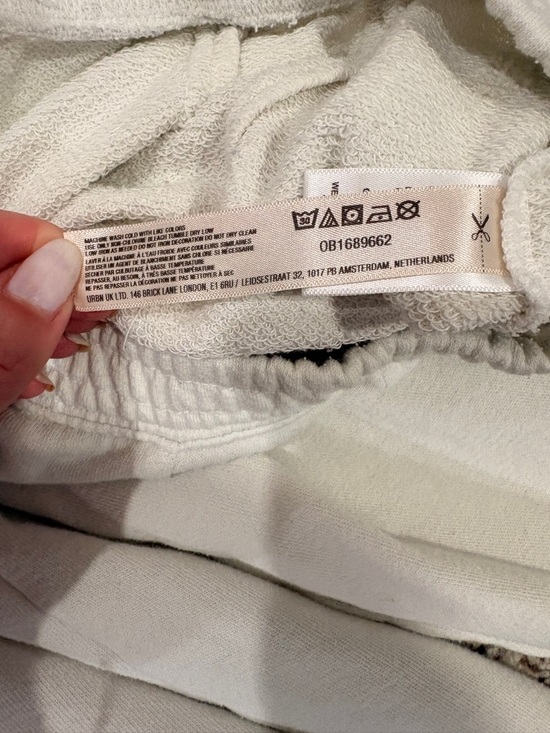 MACHINE WASH COLD WITH LIKE COLORS
USE ONLY NON-CHLORINE BLEACH TUMBLE DRY LOW
LOW IRON AS NEEDED DO NOT IRON DECORATION DO NOT DRY CLEAN
LAVER À LA MACHINE À L'EAU FROIDE AVEC COULEURS SIMILAIRES
UTILISER UN AGENT DE BLANCHIMENT SANS CHLORE SI NÉCESSAIRE
SÉCHER PAR CULBUTAGE À BASSE TEMPÉRATURE
REPASSER, AU BESOIN, À TRÈS BASSE TEMPÉRATURE
NE PAS REPASSER LA DÉCORATION NE PAS NETTOYER À SEC
URBN UK LTD. 146 BRICK LANE LONDON, E1 6RU / LEIDSESTRAAT 32, 1017 PB AMSTERDAM, NETHERLANDS
30
OB1689662